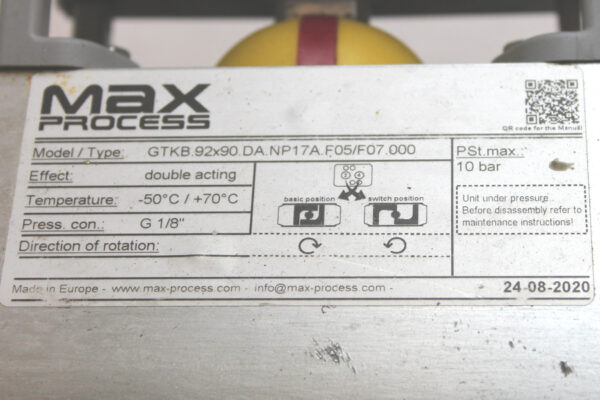 max
PROCESS
QR code for the Manual
Model / Type: GTKB.92x90.DA.NP17A.F05/F07.000
PSt.max.:
10 bar
Effect: double acting
Temperature: -50°C / +70°C
Press. con.: G 1/8"
Direction of rotation:
basic position
switch position
Unit under pressure.
Before disassembly refer to
maintenance instructions!
Made in Europe - www.max-process.com - info@max-process.com -
24-08-2020